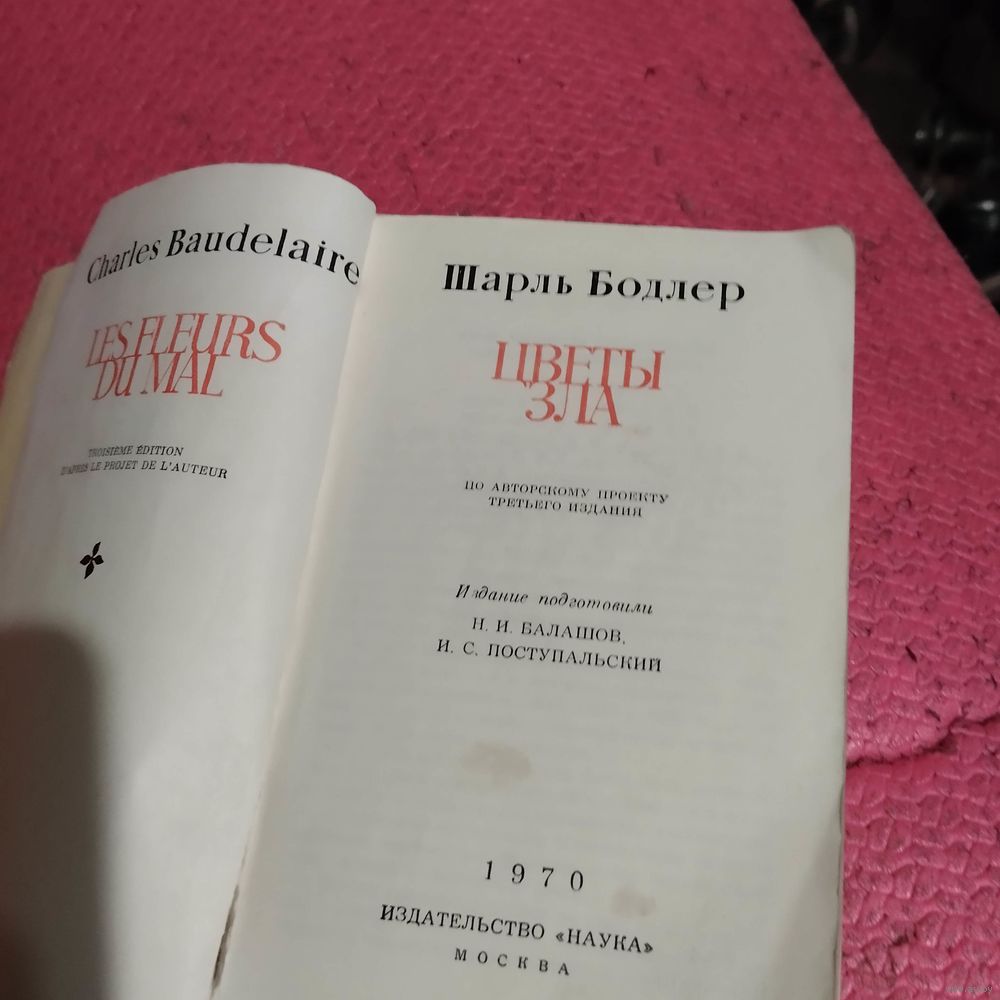 Charles Baudelaire
LES FLEURS
DU MAL
TROISIÈME ÉDITION
D'APRÈS LE PROJET DE L'AUTEUR
Шарль Бодлер
ЦВЕТЫ
ЗЛА
ПО АВТОРСКОМУ ПРОЕКТУ
ТРЕТЬЕГО ИЗДАНИЯ
Издание подготовили
Н. И. БАЛАШОВ,
И. С. ПОСТУПАЛЬСКИЙ
1970
ИЗДАТЕЛЬСТВО «НАУКА»
МОСКВА